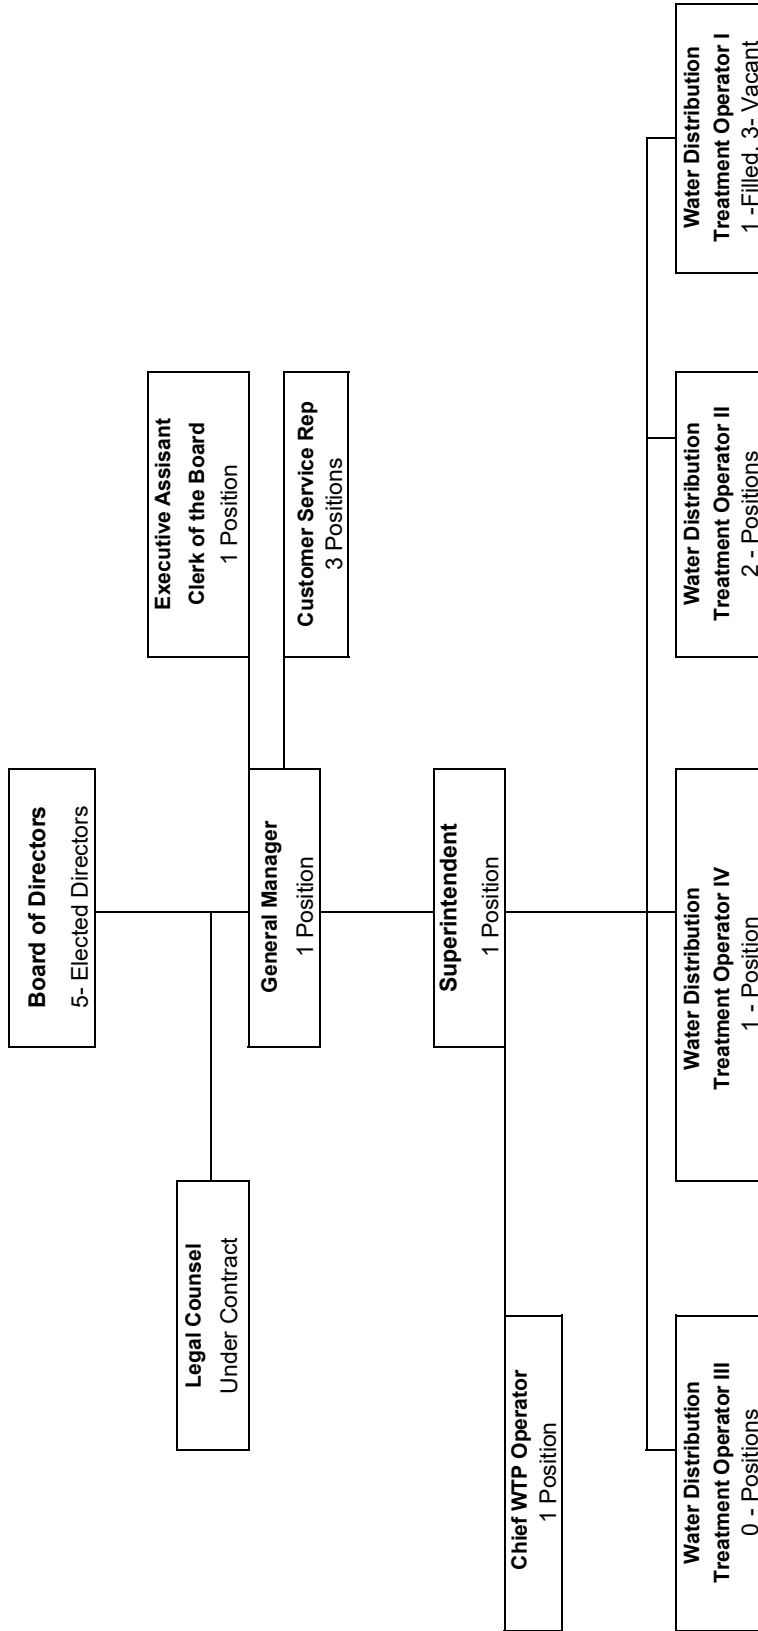 Board of Directors
5- Elected Directors
Legal Counsel
Under Contract
Executive Assisant
Clerk of the Board
1 Position
General Manager
1 Position
Customer Service Rep
3 Positions
Superintendent
1 Position
Chief WTP Operator
1 Position
Water Distribution
Treatment Operator III
0 - Positions
Water Distribution
Treatment Operator IV
1 - Position
Water Distribution
Treatment Operator II
2 - Positions
Water Distribution
Treatment Operator I
1 -Filled, 3- Vacant